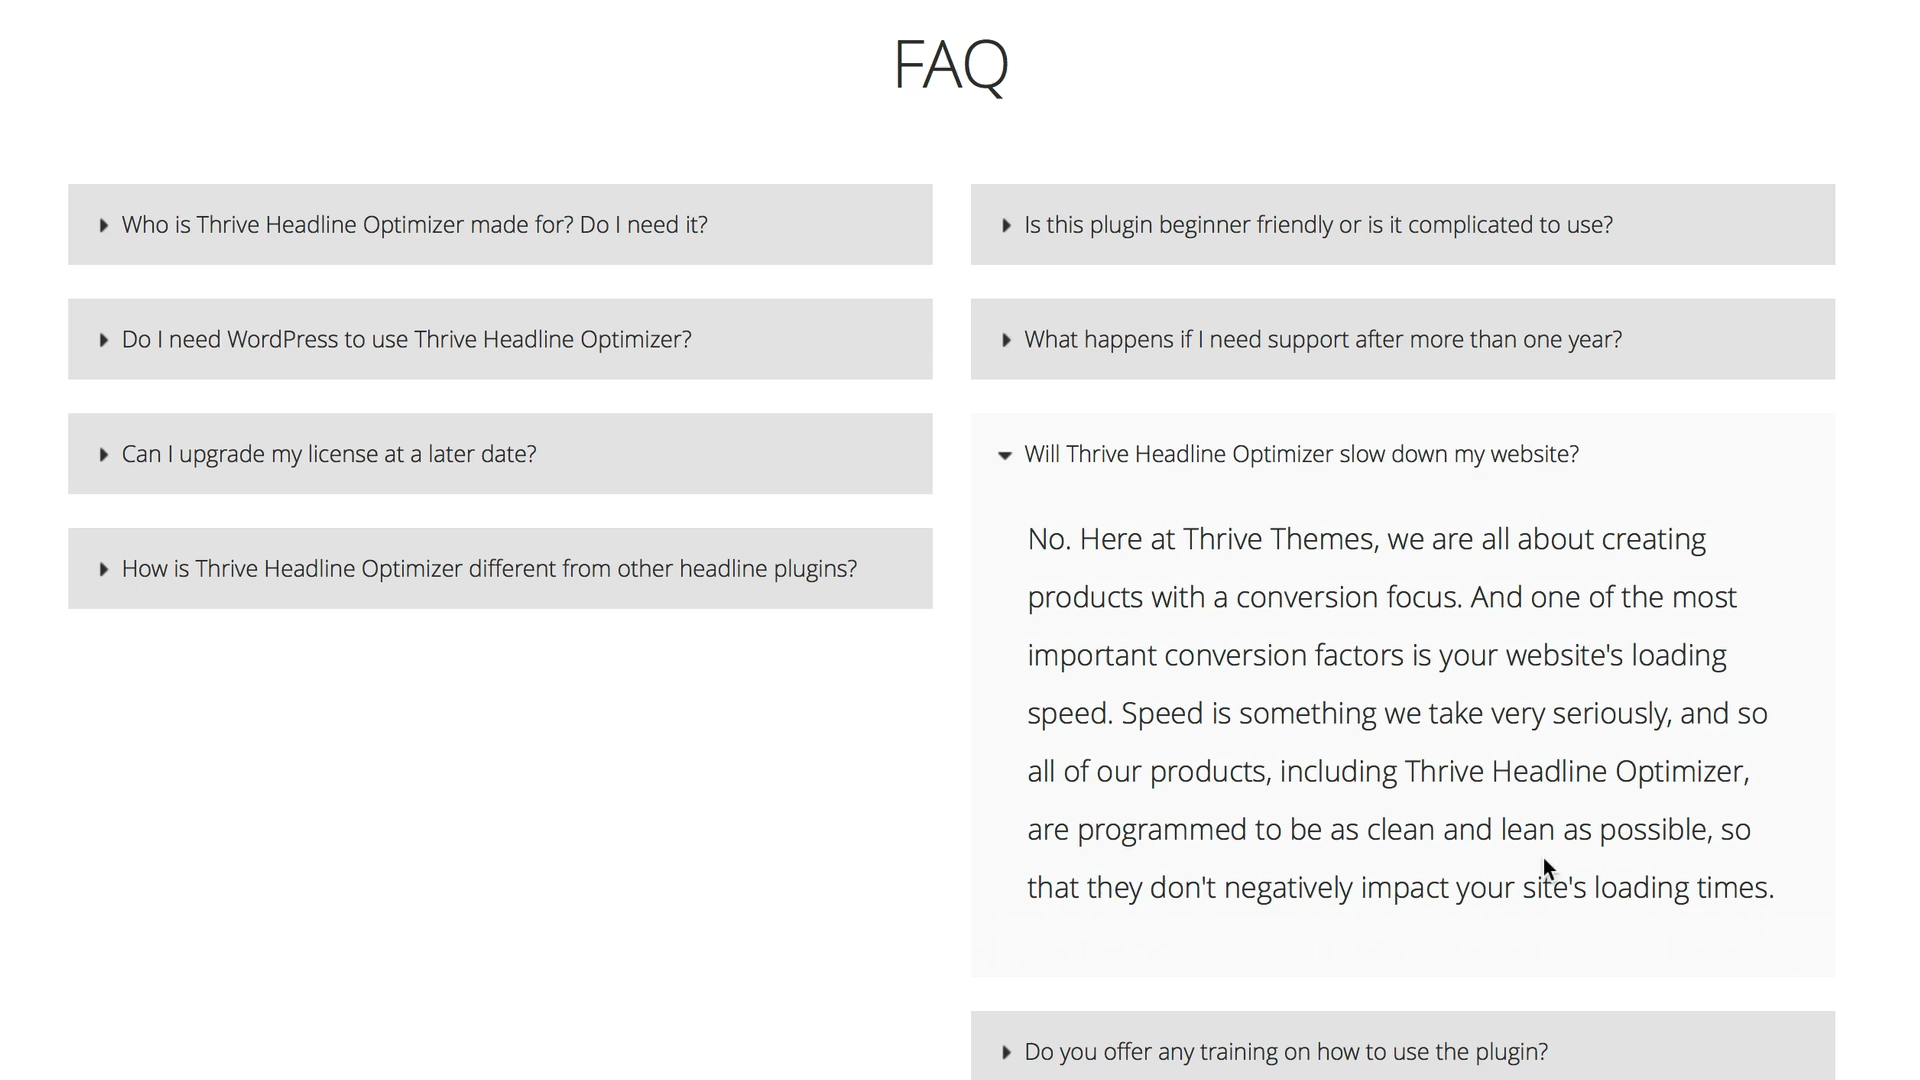 FAQ
Who is Thrive Headline Optimizer made for? Do I need it?
Do I need WordPress to use Thrive Headline Optimizer?
Can I upgrade my license at a later date?
How is Thrive Headline Optimizer different from other headline plugins?
Is this plugin beginner friendly or is it complicated to use?
What happens if I need support after more than one year?
Will Thrive Headline Optimizer slow down my website?
No. Here at Thrive Themes, we are all about creating
products with a conversion focus. And one of the most
important conversion factors is your website's loading
speed. Speed is something we take very seriously, and so
all of our products, including Thrive Headline Optimizer,
are programmed to be as clean and lean as possible, so
that they don't negatively impact your site's loading times.
Do you offer any training on how to use the plugin?